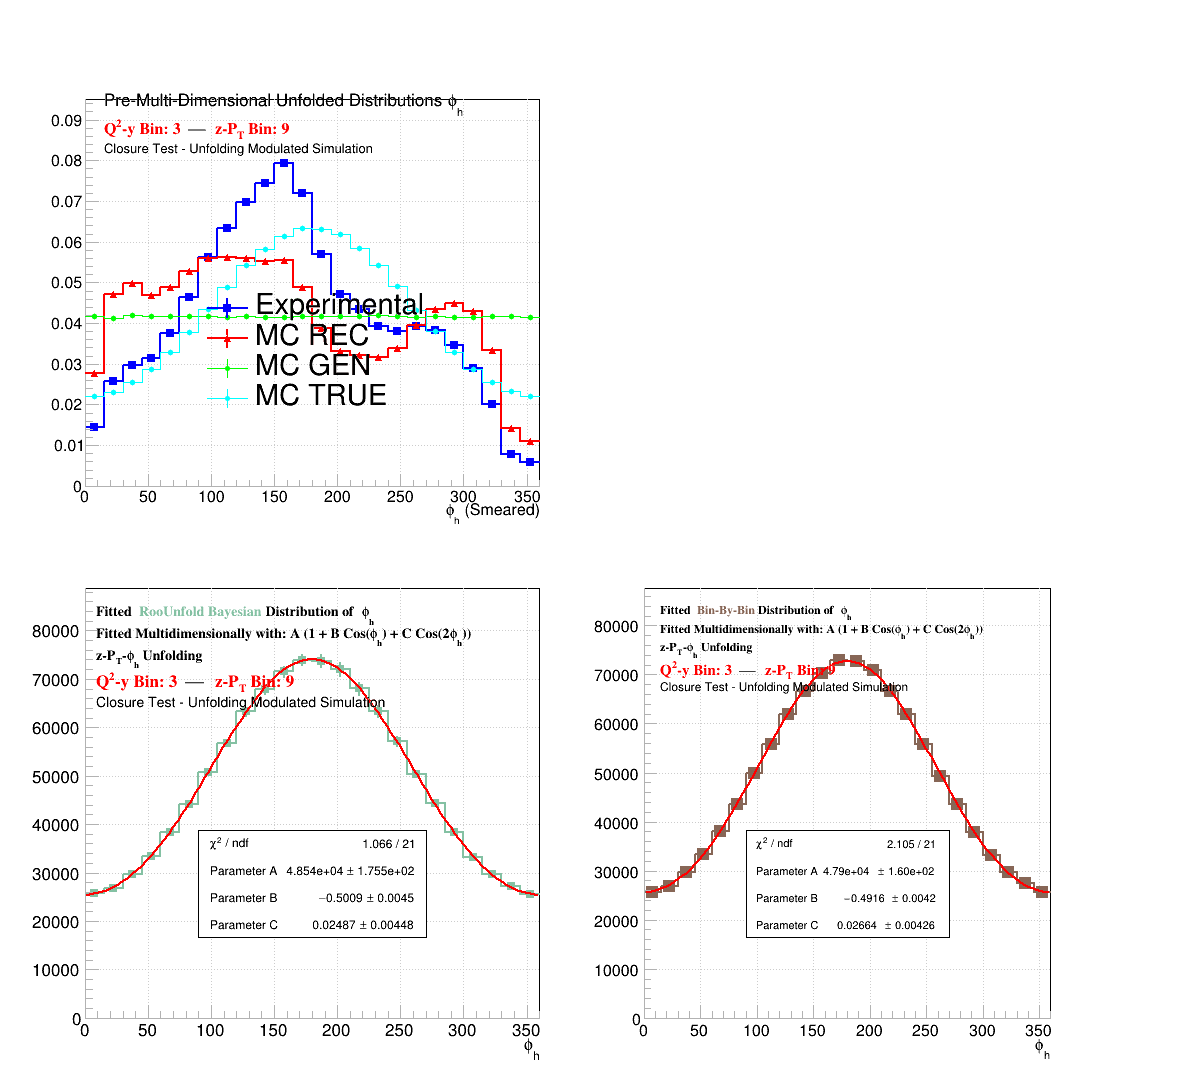 Pre-Multi-Dimensional Unfolded Distributions ϕh
Q2-y Bin: 3 — z-PT Bin: 9
Closure Test - Unfolding Modulated Simulation
0.09
0.08
0.07
0.06
0.05
0.04
0.03
0.02
0.01
0
Experimental
MC REC
MC GEN
MC TRUE
0 50 100 150 200 250 300 350
ϕh (Smeared)
Fitted RooUnfold Bayesian Distribution of ϕh
Fitted Multidimensionally with: A (1 + B Cos(ϕh) + C Cos(2ϕh))
z-PT-ϕh Unfolding
Q2-y Bin: 3 — z-PT Bin: 9
Closure Test - Unfolding Modulated Simulation
80000
70000
60000
50000
40000
30000
20000
10000
0
χ2 / ndf 1.066 / 21
Parameter A 4.854e+04 ± 1.755e+02
Parameter B −0.5009 ± 0.0045
Parameter C 0.02487 ± 0.00448
0 50 100 150 200 250 300 350
ϕh
Fitted Bin-By-Bin Distribution of ϕh
Fitted Multidimensionally with: A (1 + B Cos(ϕh) + C Cos(2ϕh))
z-PT-ϕh Unfolding
Q2-y Bin: 3 — z-PT Bin: 9
Closure Test - Unfolding Modulated Simulation
80000
70000
60000
50000
40000
30000
20000
10000
0
χ2 / ndf 2.105 / 21
Parameter A 4.79e+04 ± 1.60e+02
Parameter B −0.4916 ± 0.0042
Parameter C 0.02664 ± 0.00426
0 50 100 150 200 250 300 350
ϕh